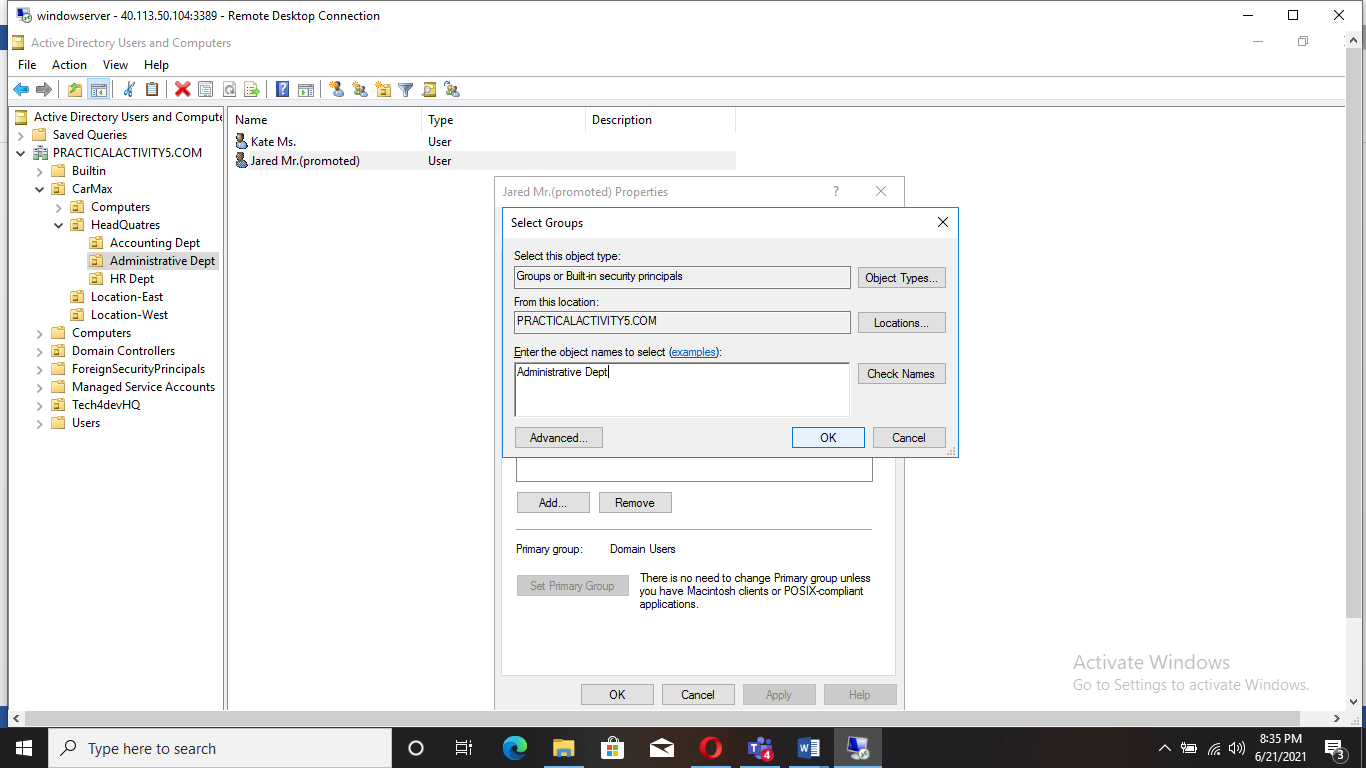 windowserver - 40.113.50.104:3389 - Remote Desktop Connection
Active Directory Users and Computers
File Action View Help
Active Directory Users and Compute
Saved Queries
PRACTICALACTIVITY5.COM
Builtin
CarMax
Computers
HeadQuatres
Accounting Dept
Administrative Dept
HR Dept
Location-East
Location-West
Computers
Domain Controllers
ForeignSecurityPrincipals
Managed Service Accounts
Tech4devHQ
Users
Name Type Description
Kate Ms. User
Jared Mr.(promoted) User
Jared Mr.(promoted) Properties ?
Select Groups
Select this object type:
Groups or Built-in security principals Object Types...
From this location:
PRACTICALACTIVITY5.COM Locations...
Enter the object names to select (examples):
Administrative Dept Check Names
Advanced... OK Cancel
Add... Remove
Primary group: Domain Users
Set Primary Group
There is no need to change Primary group unless
you have Macintosh clients or POSIX-compliant
applications.
OK Cancel Apply Help
Activate Windows
Go to Settings to activate Windows.
Type here to search
4
8:35 PM
6/21/2021
3